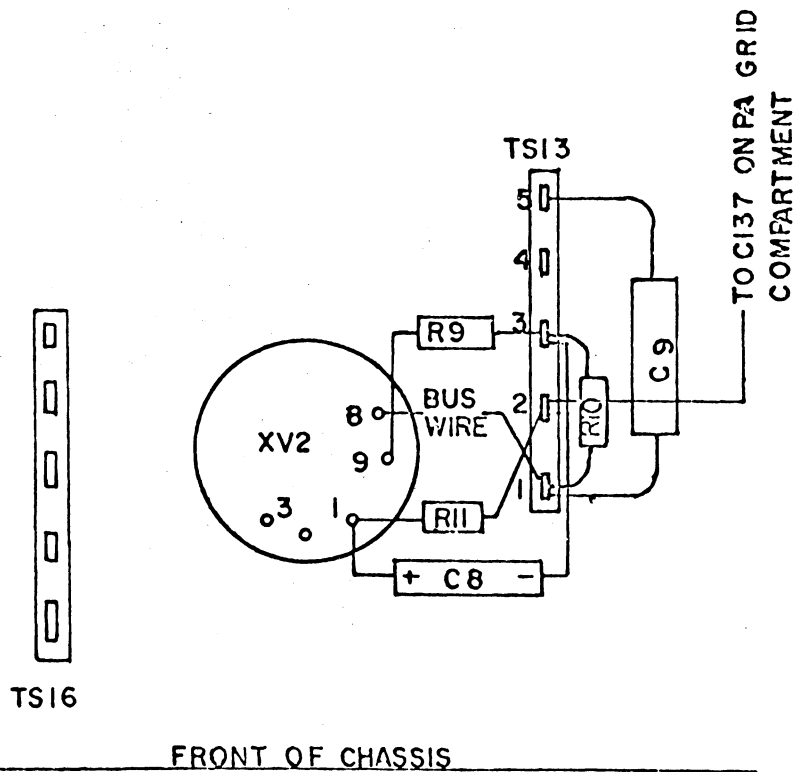 TO C137 ON PA GRID
COMPARTMENT
TS13
5
4
3
2
1
R9
C9
R10
BUS
WIRE
8
XV2
9
3
1
R11
+ C8 -
TS16
FRONT OF CHASSIS